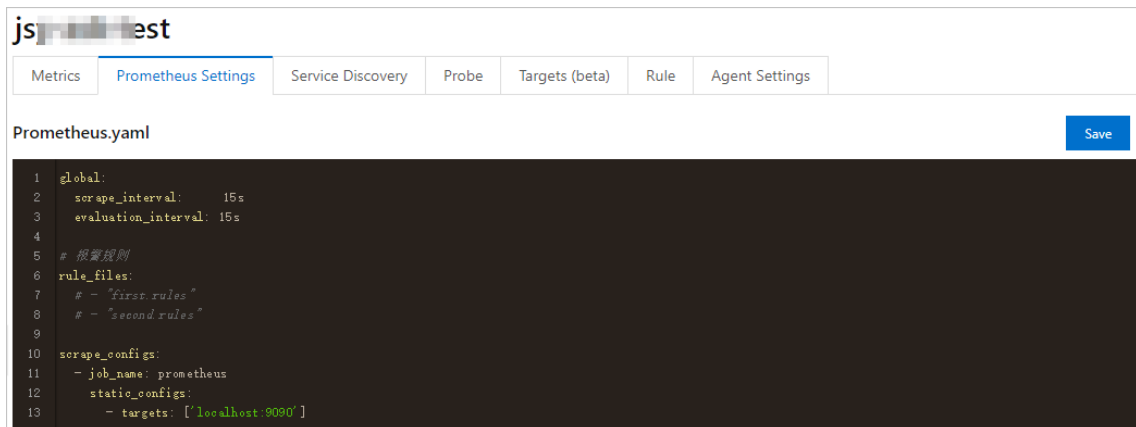 Metrics Prometheus Settings Service Discovery Probe Targets (beta) Rule Agent Settings
Prometheus.yaml Save
1 global:
2 scrape_interval: 15s
3 evaluation_interval: 15s
4
5 # 报警规则
6 rule_files:
7 # - "first.rules"
8 # - "second.rules"
9
10 scrape_configs:
11 - job_name: prometheus
12 static_configs:
13 - targets: ['localhost:9090']